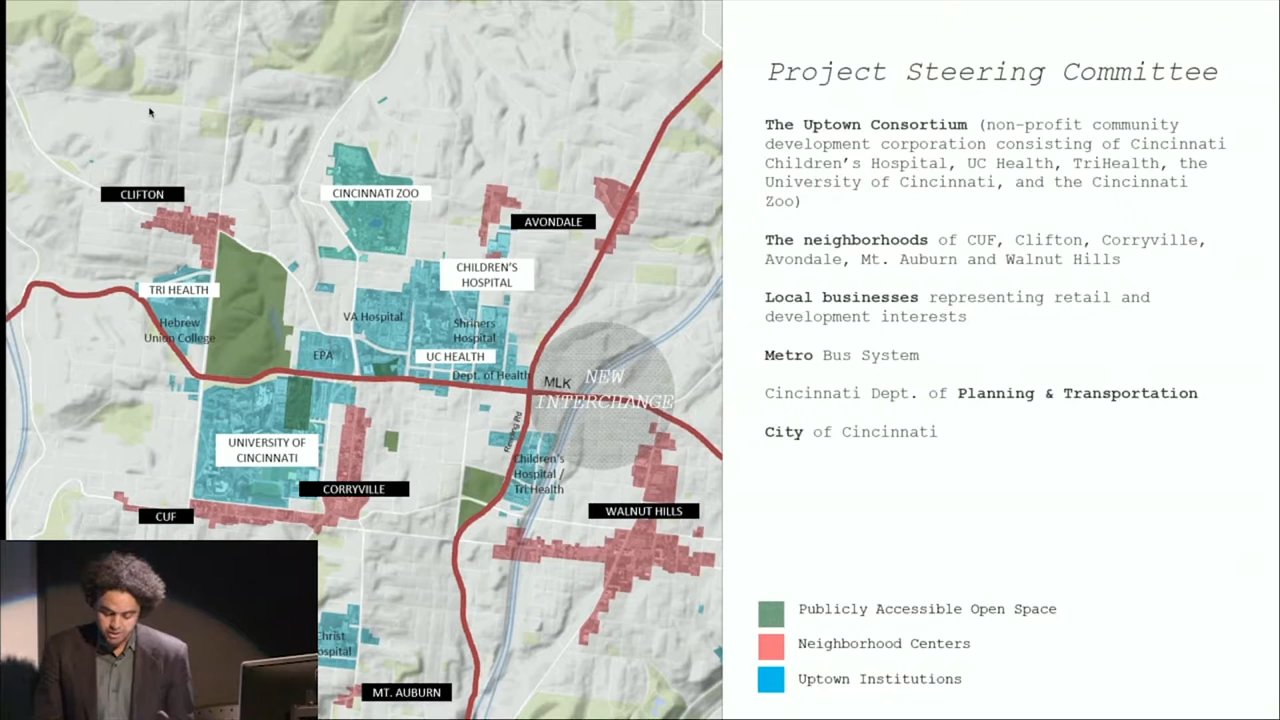 Project Steering Committee
The Uptown Consortium (non-profit community
development corporation consisting of Cincinnati
Children's Hospital, UC Health, TriHealth, the
University of Cincinnati, and the Cincinnati
Zoo)
The neighborhoods of CUF, Clifton, Corryville,
Avondale, Mt. Auburn and Walnut Hills
Local businesses representing retail and
development interests
Metro Bus System
Cincinnati Dept. of Planning & Transportation
City of Cincinnati
Publicly Accessible Open Space
Neighborhood Centers
Uptown Institutions
CLIFTON
CINCINNATI ZOO
AVONDALE
CHILDREN'S
HOSPITAL
TRI HEALTH
Hebrew
Union College
VA Hospital
Shriners
Hospital
EPA
UC HEALTH
Dept. of Health
MLK
NEW
INTERCHANGE
UNIVERSITY OF
CINCINNATI
Reading Rd
Children's
Hospital /
Tri Health
CORRYVILLE
CUF
WALNUT HILLS
Christ
MT. AUBURN